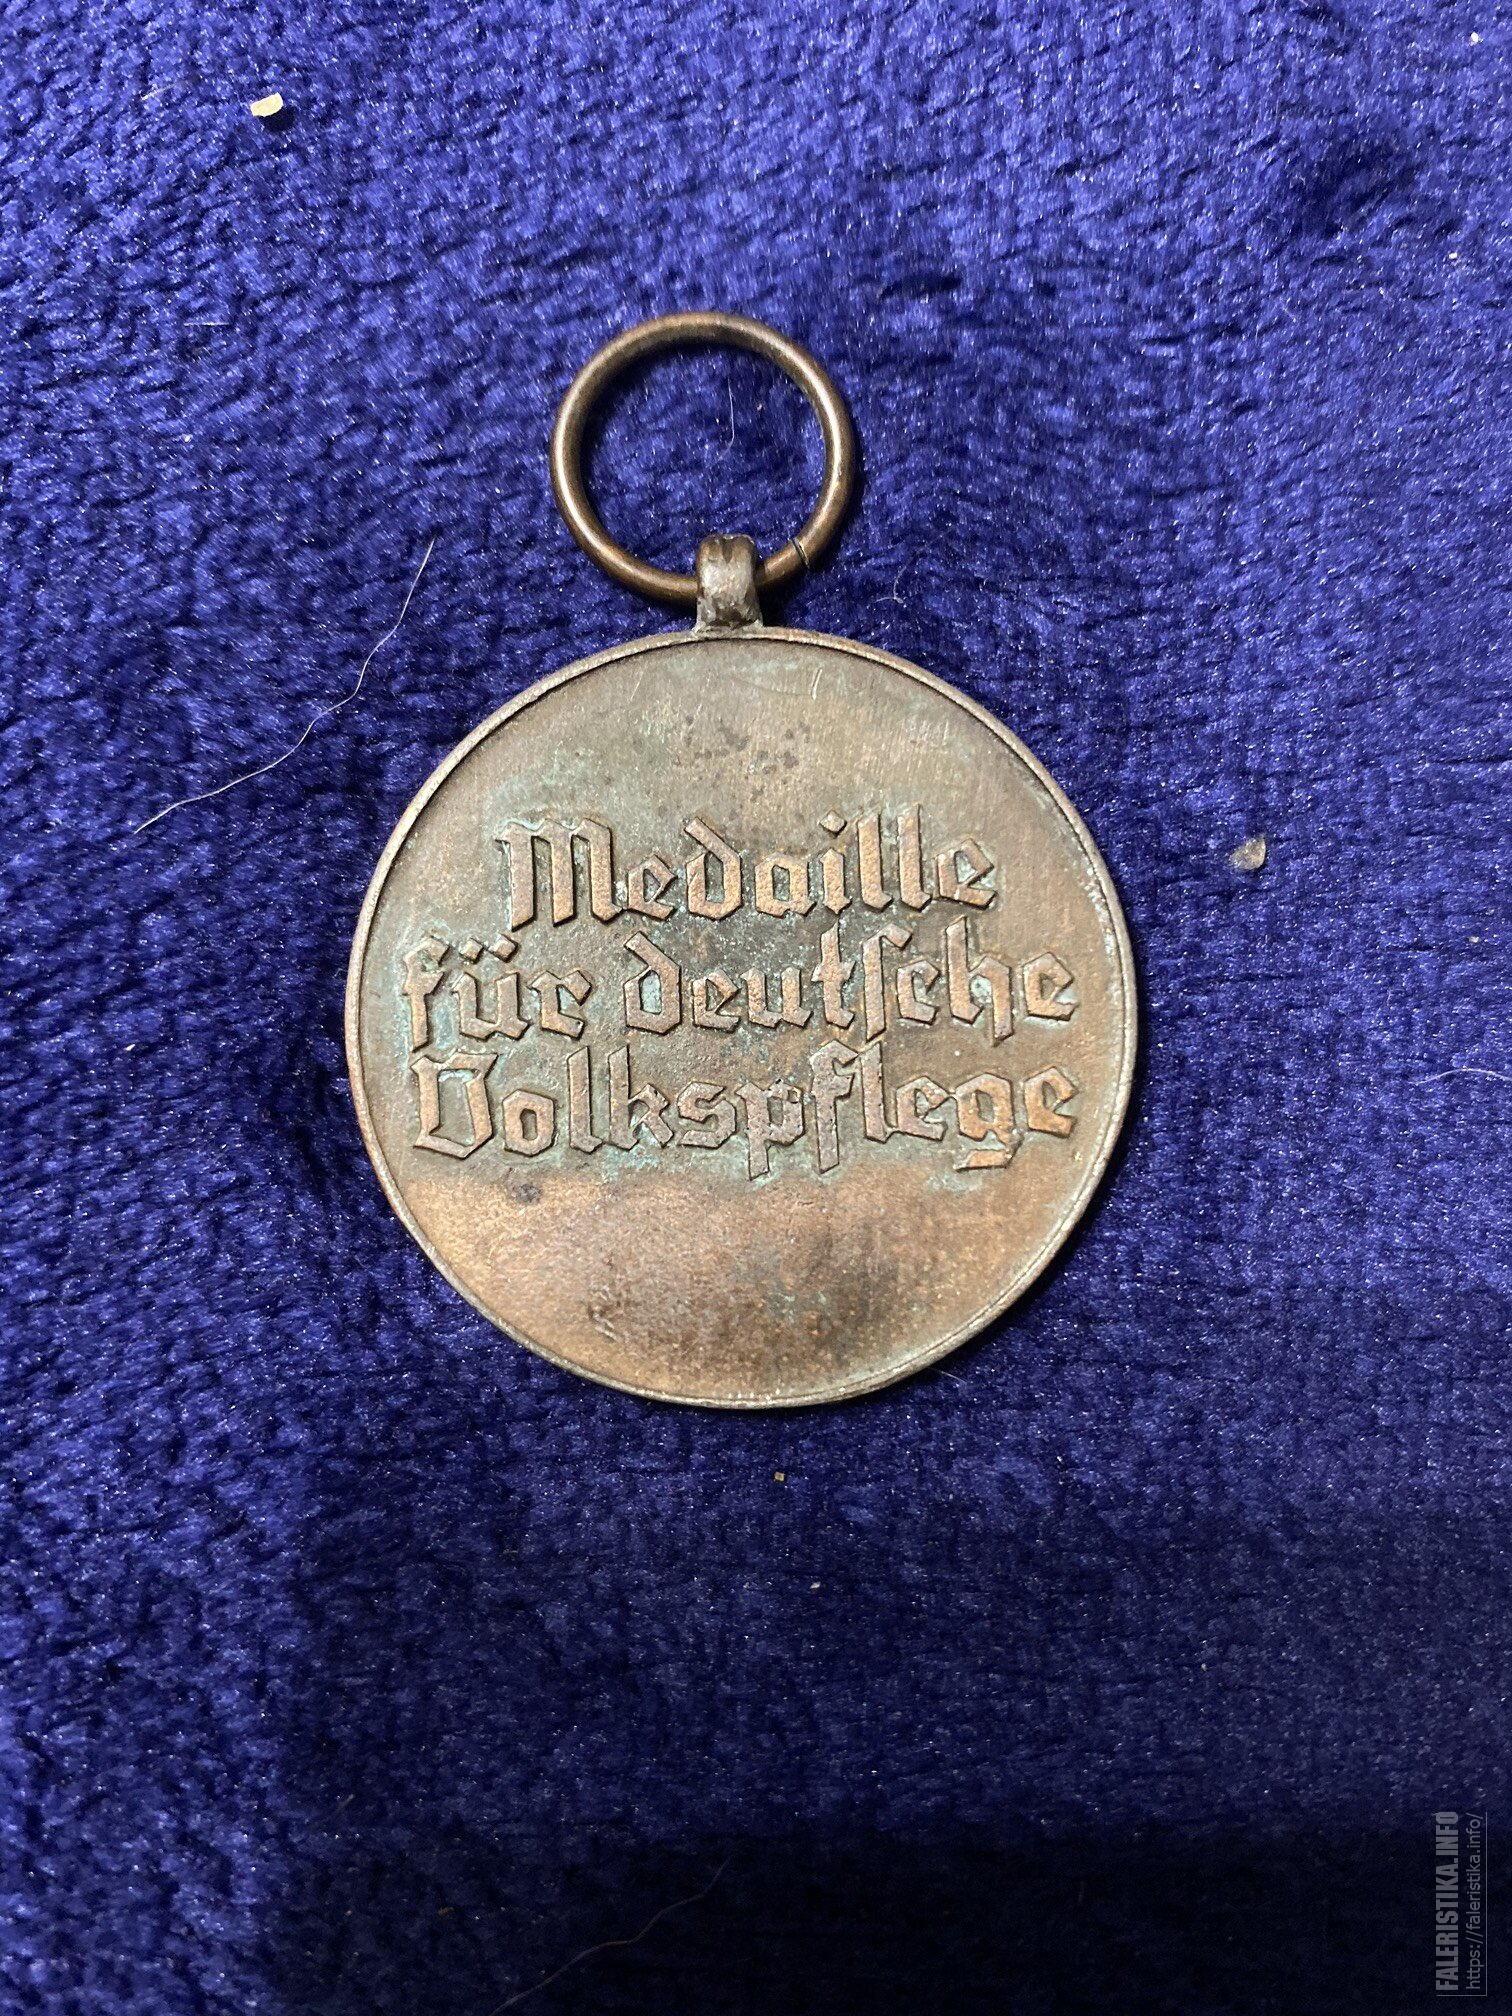 Medaille
für deutſche
Volkspflege
FALERISTIKA.INFO
https://faleristika.info/